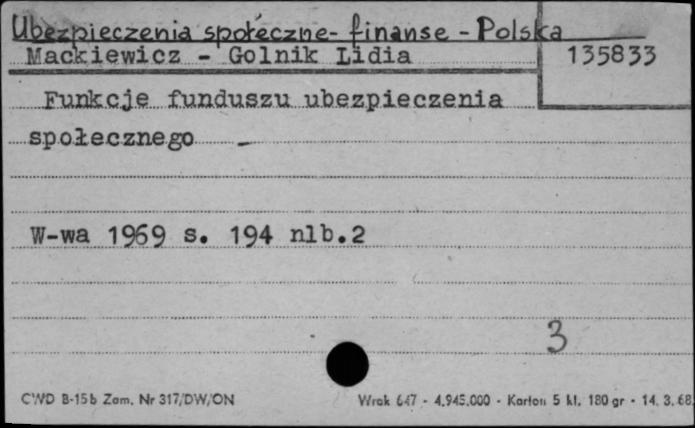 Ubezpieczenia społeczne - finanse - Polska
Mackiewicz - Golnik Lidia
135833
Funkcje funduszu ubezpieczenia
społecznego -
W-wa 1969 s. 194 nlb.2
3
CWD B-15b Zam. Nr 317/DW/ON
Wrak 647 - 4.945.000 - Karton 5 kl. 180 gr - 14. 3. 68